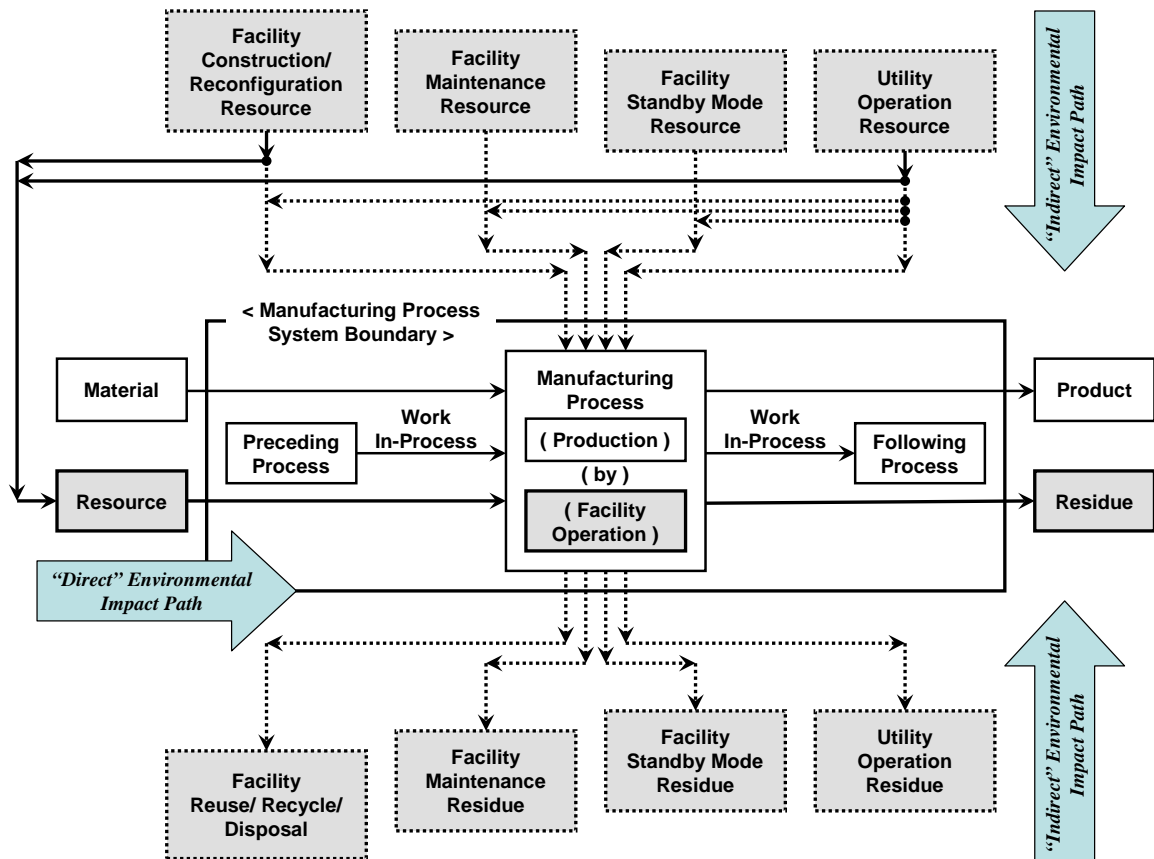 Facility
Construction/
Reconfiguration
Resource
Facility
Maintenance
Resource
Facility
Standby Mode
Resource
Utility
Operation
Resource
“Indirect” Environmental
Impact Path
< Manufacturing Process
System Boundary >
Material
Manufacturing
Process
Product
Preceding
Process
Work
In-Process
( Production )
( by )
Work
In-Process
Following
Process
Resource
( Facility
Operation )
Residue
“Direct” Environmental
Impact Path
Facility
Reuse/ Recycle/
Disposal
Facility
Maintenance
Residue
Facility
Standby Mode
Residue
Utility
Operation
Residue
“Indirect” Environmental
Impact Path